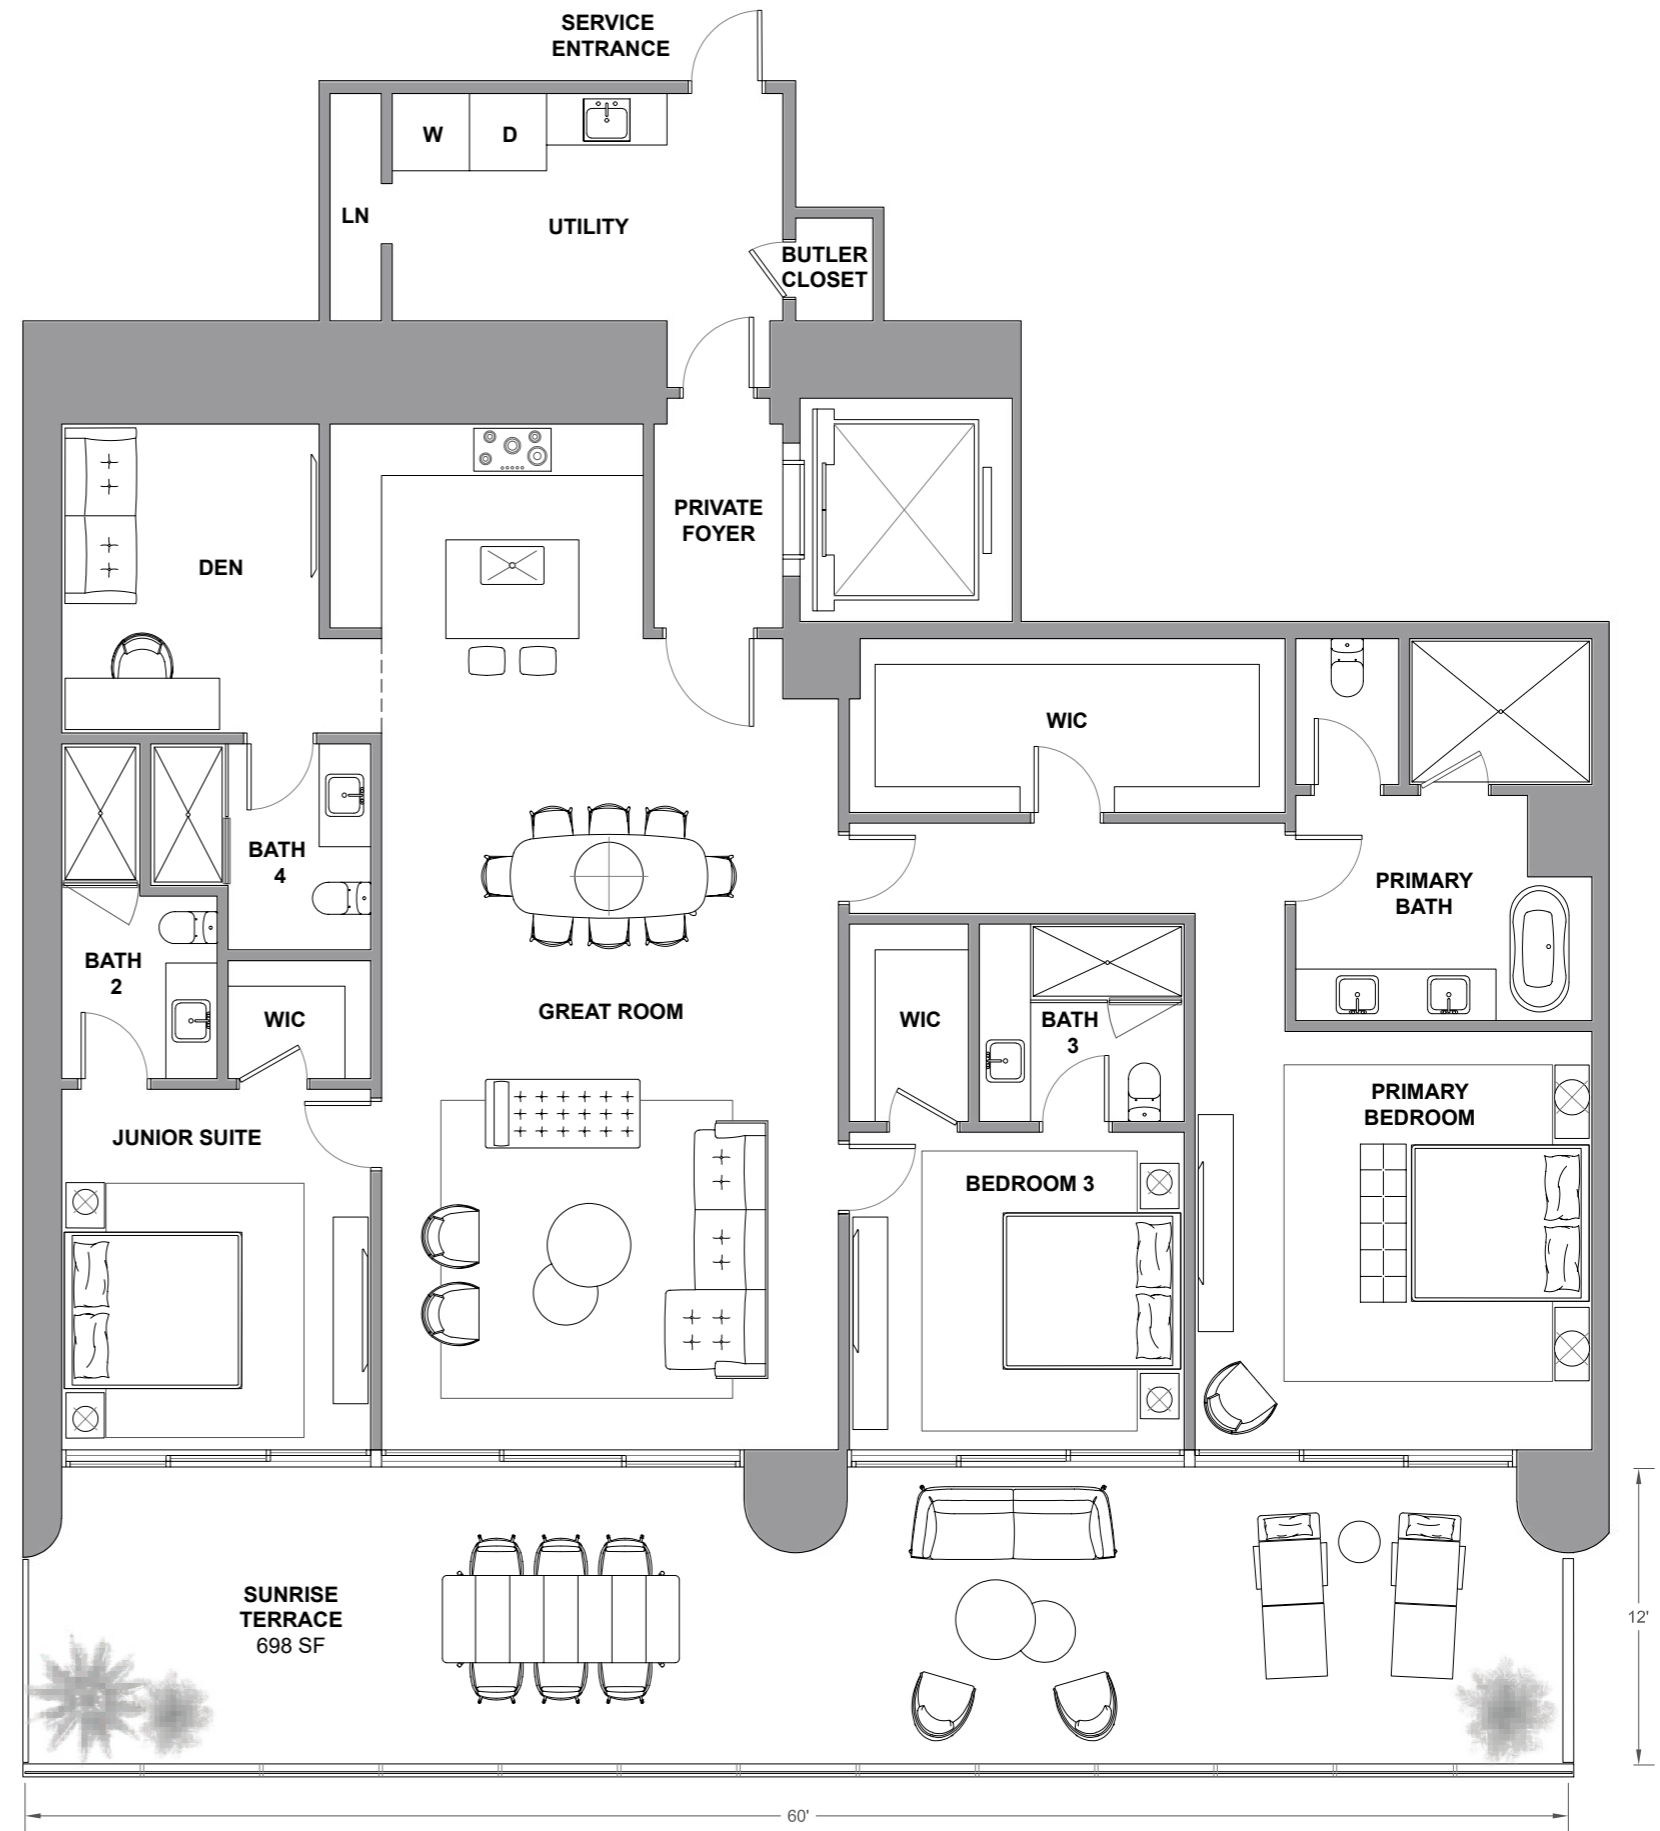 SERVICE
ENTRANCE
W
D
LN
UTILITY
BUTLER
CLOSET
PRIVATE
FOYER
DEN
WIC
BATH
4
PRIMARY
BATH
BATH
2
WIC
GREAT ROOM
WIC
BATH
3
JUNIOR SUITE
PRIMARY
BEDROOM
BEDROOM 3
SUNRISE
TERRACE
698 SF
12'
60'